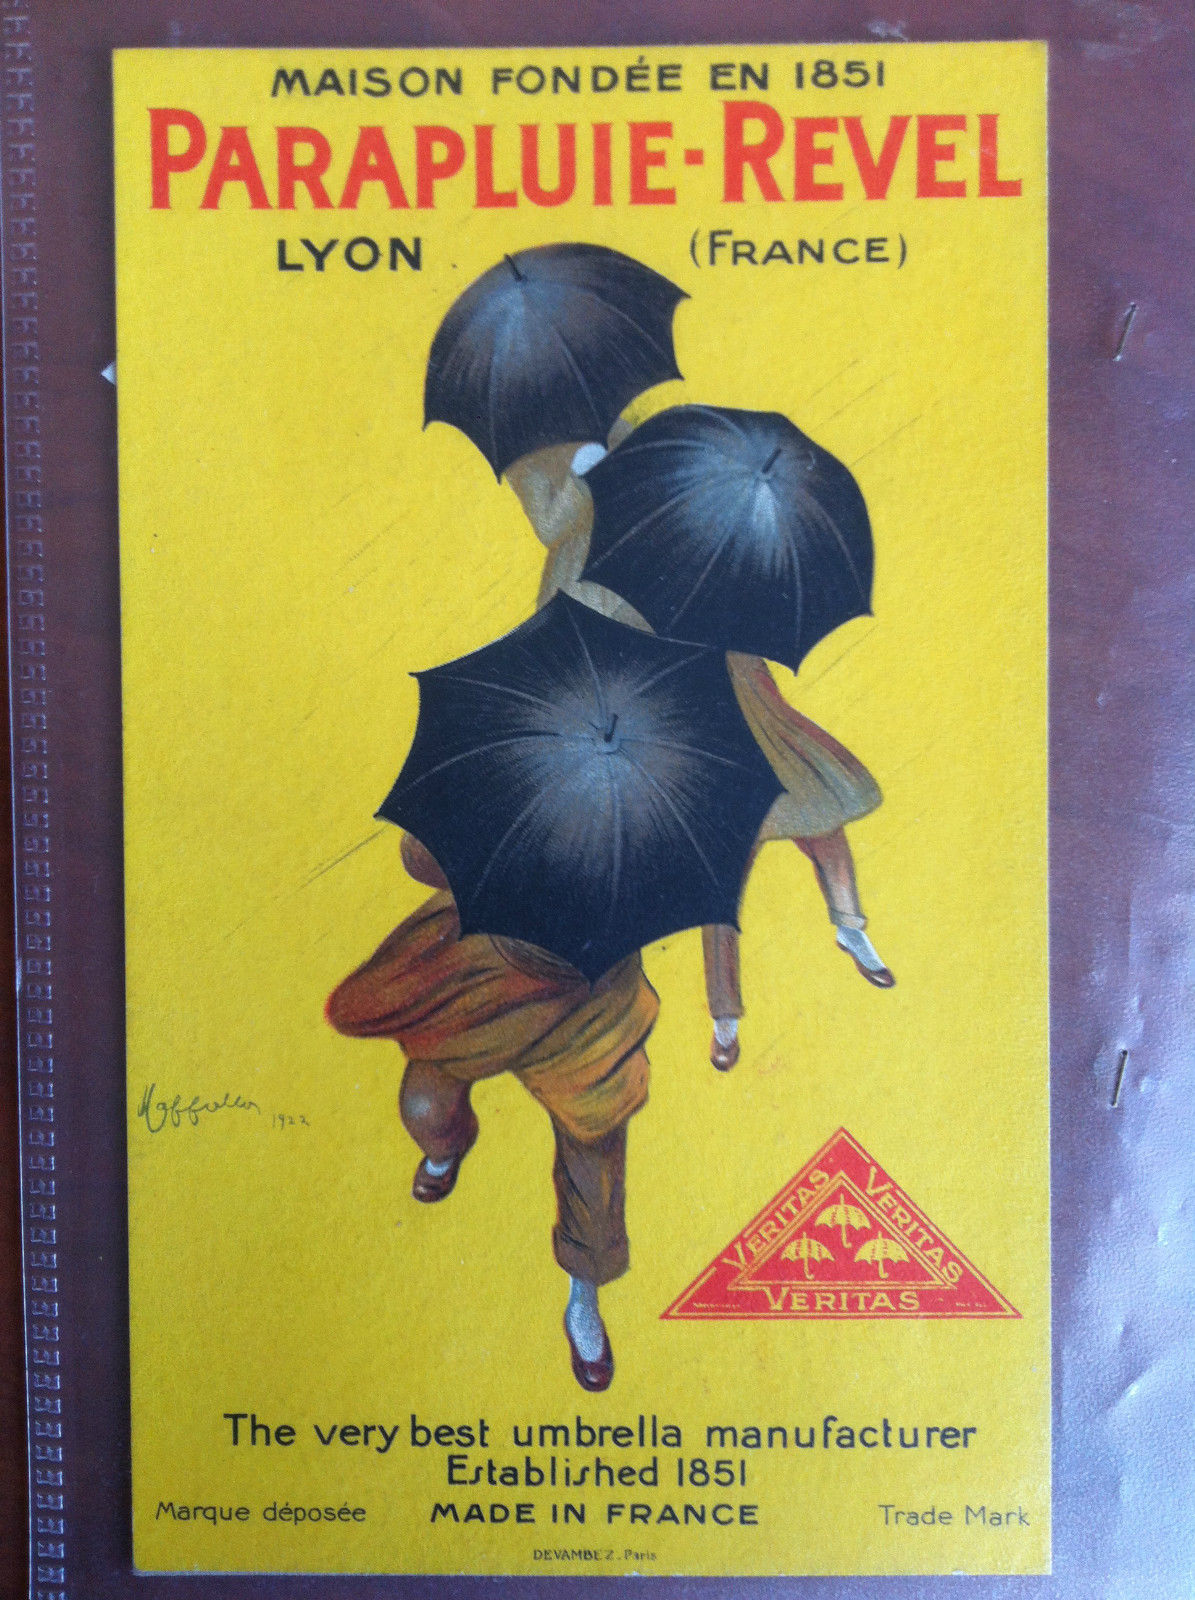 MAISON FONDÉE EN 1851
PARAPLUIE-REVEL
LYON (FRANCE)
1922
VERITAS
VERITAS
VERITAS
The very best umbrella manufacturer
Established 1851
Marque déposée MADE IN FRANCE Trade Mark
DEVAMBEZ. Paris